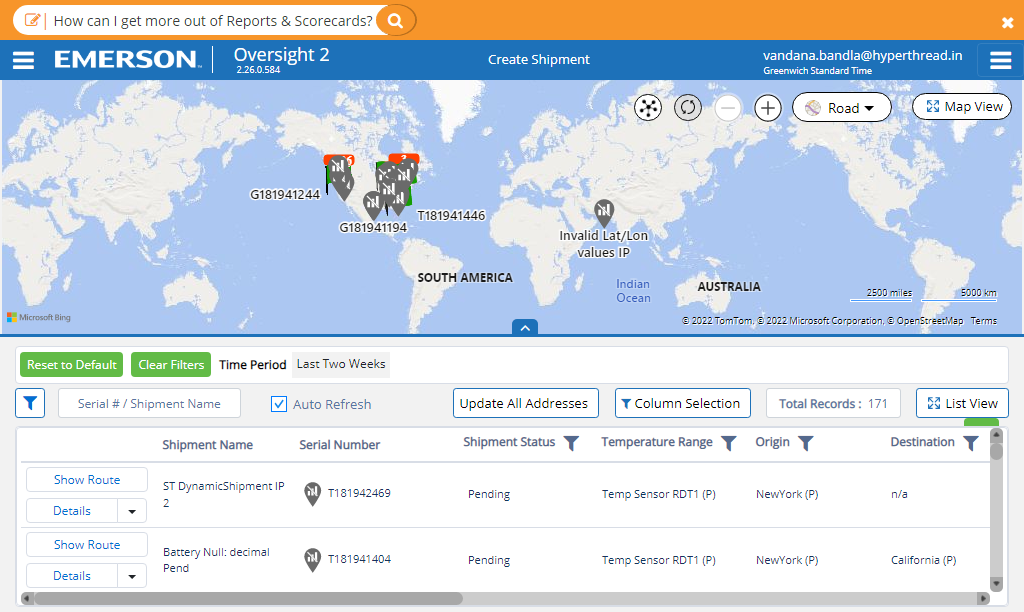 How can I get more out of Reports & Scorecards?
EMERSON
Oversight 2
2.26.0.584
Create Shipment
vandana.bandla@hyperthread.in
Greenwich Standard Time
Road
Map View
G181941244
G181941194
T181941446
Invalid Lat/Lon
values IP
SOUTH AMERICA
Indian
Ocean
AUSTRALIA
2500 miles
5000 km
Microsoft Bing
© 2022 TomTom, © 2022 Microsoft Corporation, © OpenStreetMap Terms
Reset to Default
Clear Filters
Time Period
Last Two Weeks
Serial # / Shipment Name
Auto Refresh
Update All Addresses
Column Selection
Total Records : 171
List View
Shipment Name
Serial Number
Shipment Status
Temperature Range
Origin
Destination
Show Route
Details
ST DynamicShipment IP
2
T181942469
Pending
Temp Sensor RDT1 (P)
NewYork (P)
n/a
Show Route
Details
Battery Null: decimal
Pend
T181941404
Pending
Temp Sensor RDT1 (P)
NewYork (P)
California (P)